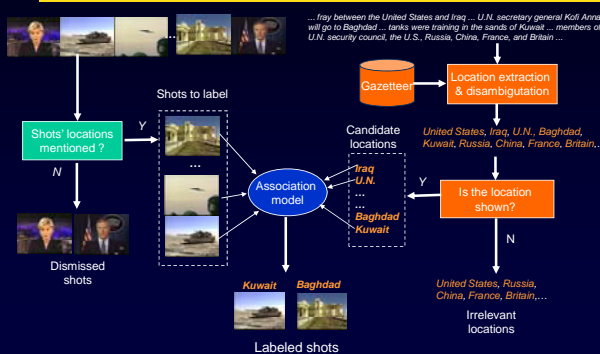 ... fray between the United States and Iraq ... U.N. secretary general Kofi Annan
will go to Baghdad ... tanks were training in the sands of Kuwait ... members of
U.N. security council, the U.S., Russia, China, France, and Britain ...
...
Gazetteer
Location extraction
& disambigutation
Shots to label
Shots' locations
mentioned ?
Y
N
...
Candidate
locations
United States, Iraq, U.N., Baghdad,
Kuwait, Russia, China, France, Britain,...
Iraq
U.N.
...
...
Baghdad
Kuwait
Association
model
Y
Is the location
shown?
N
Dismissed
shots
Kuwait
Baghdad
United States, Russia,
China, France, Britain,...
Irrelevant
locations
Labeled shots